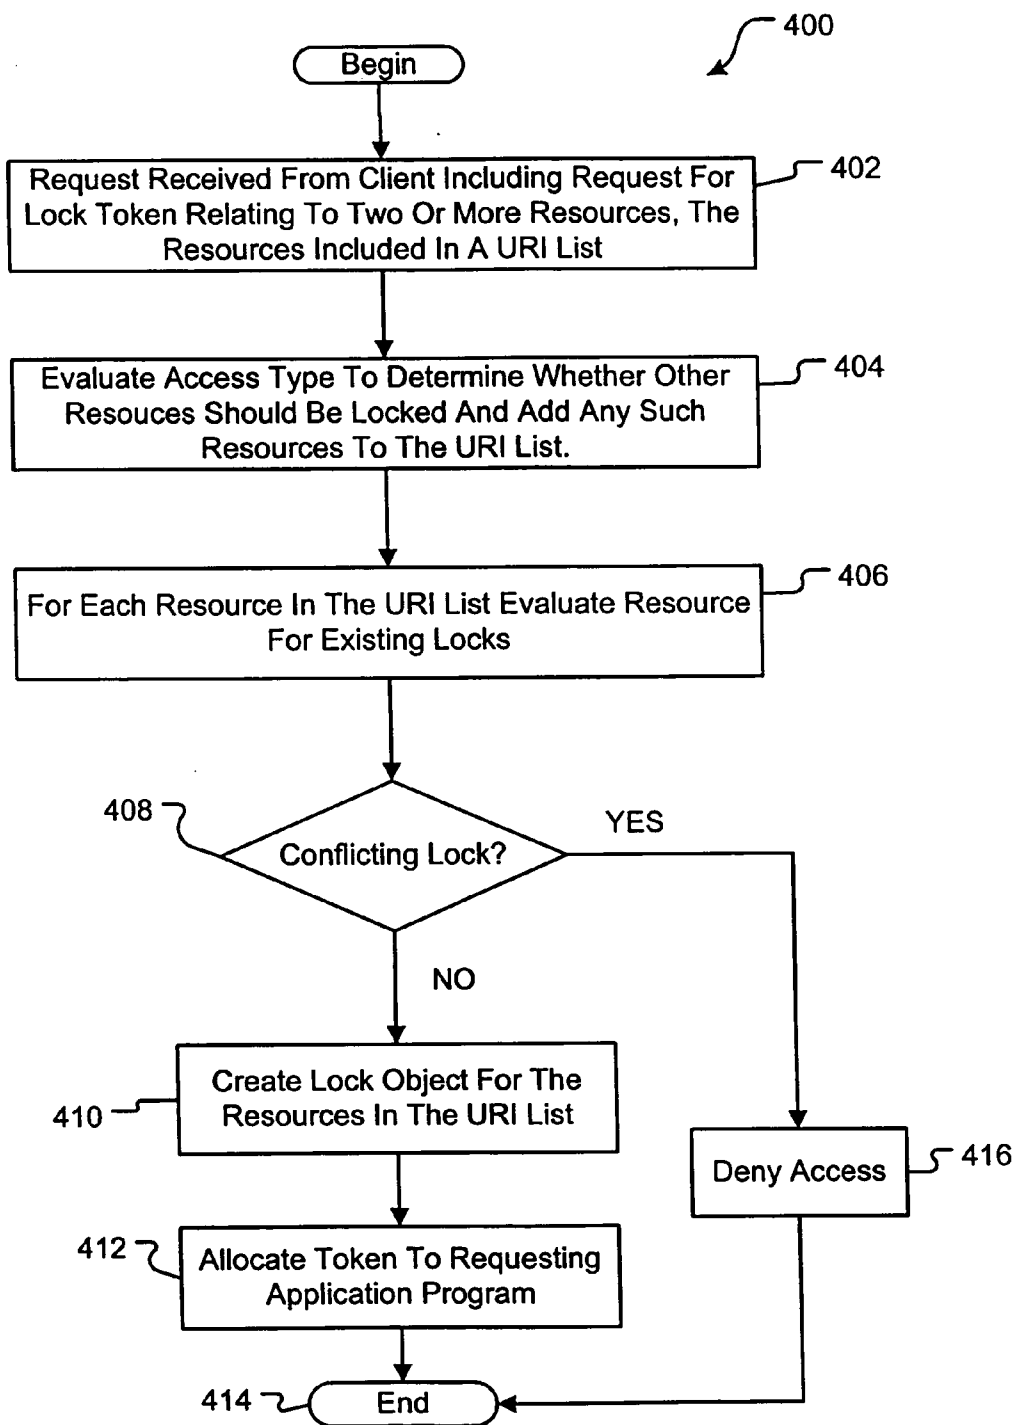 400
Begin
Request Received From Client Including Request For
Lock Token Relating To Two Or More Resources, The
Resources Included In A URI List
402
Evaluate Access Type To Determine Whether Other
Resouces Should Be Locked And Add Any Such
Resources To The URI List.
404
For Each Resource In The URI List Evaluate Resource
For Existing Locks
406
408
Conflicting Lock?
YES
NO
Create Lock Object For The
Resources In The URI List
410
Deny Access
416
412
Allocate Token To Requesting
Application Program
414
End